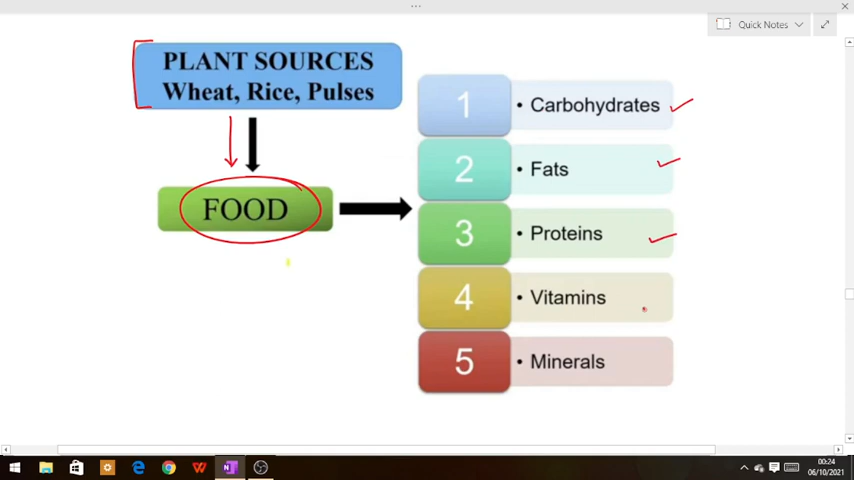 Quick Notes
PLANT SOURCES
Wheat, Rice, Pulses
FOOD
1
• Carbohydrates
2
• Fats
3
• Proteins
4
• Vitamins
5
• Minerals
00:24
06/10/2021